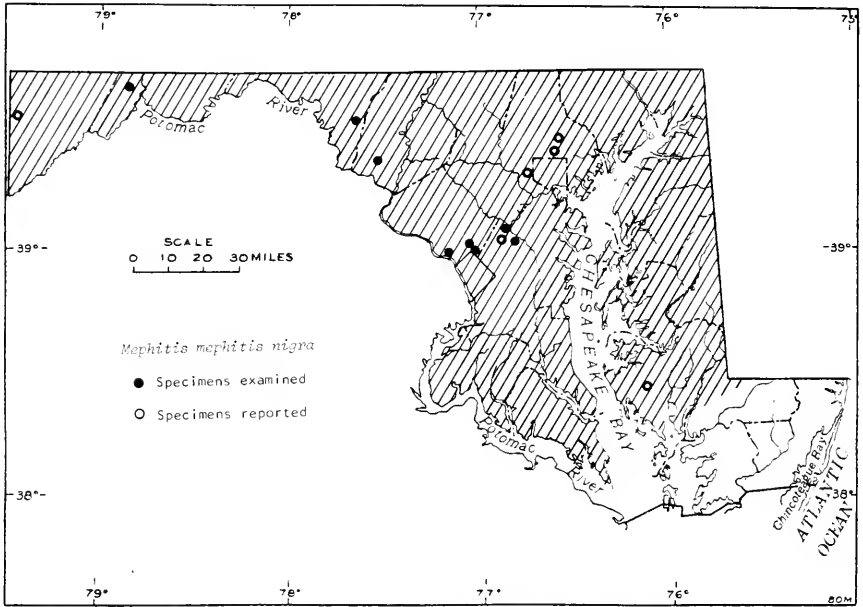 79° 78° 77° 76° 75°
Potomac River
39° 39°
SCALE
0 10 20 30 MILES
CHESAPEAKE BAY
Mephitis mephitis nigra
Specimens examined
Specimens reported
Potomac River
Chincoteague Bay
ATLANTIC OCEAN
38° 38°
79° 78° 77° 76°
80M